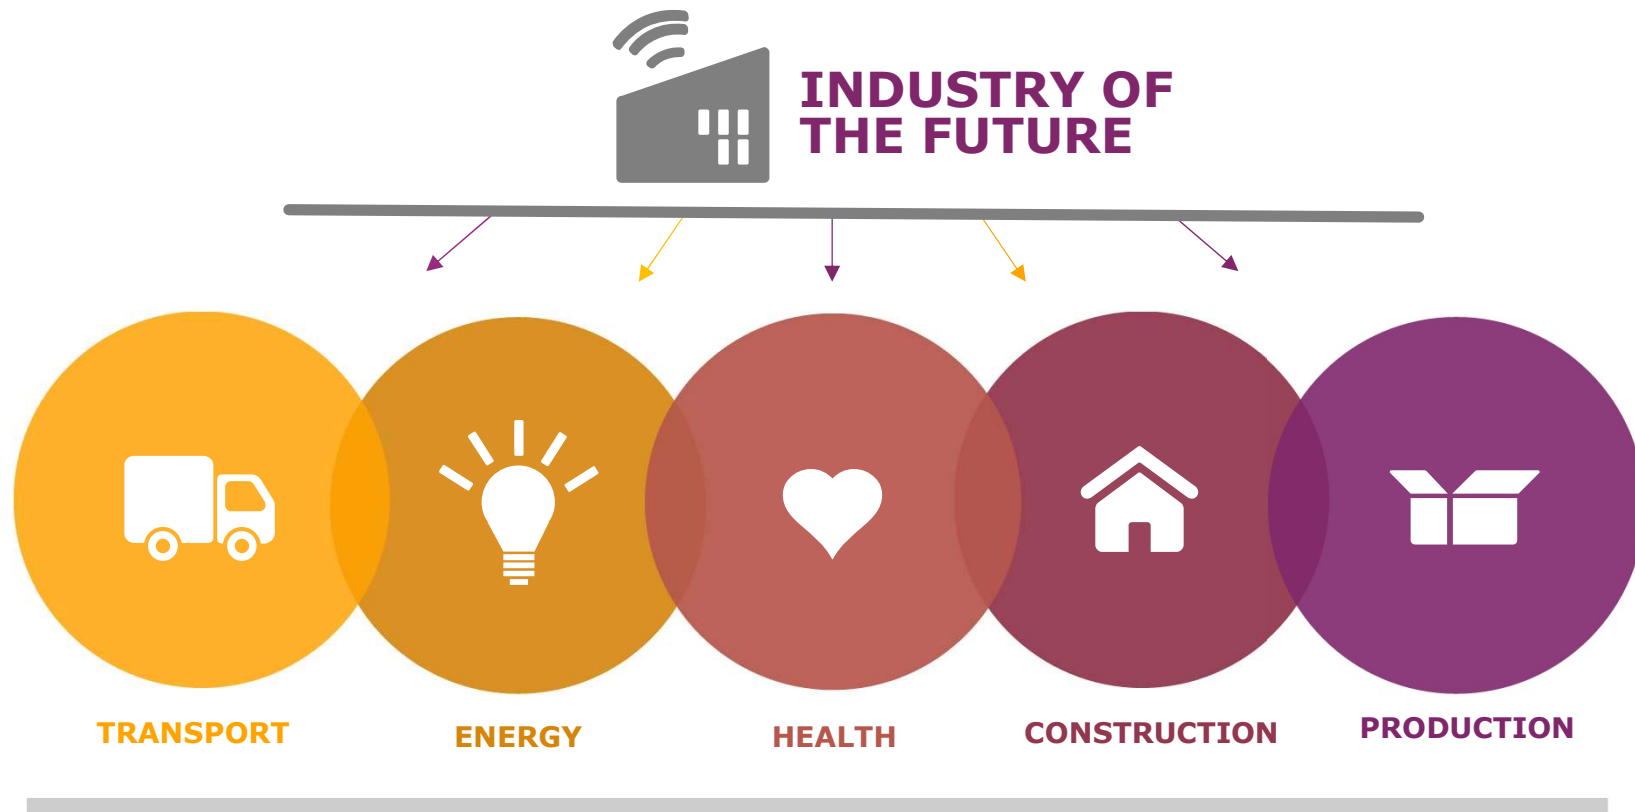 INDUSTRY OF
THE FUTURE
TRANSPORT
ENERGY
HEALTH
CONSTRUCTION
PRODUCTION